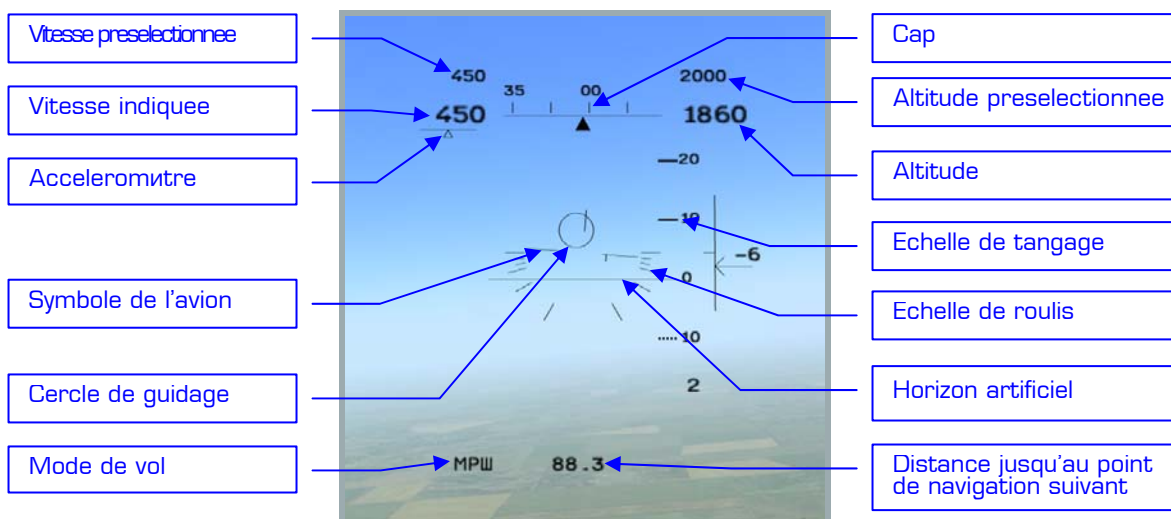 Vitesse preselectionnee
Vitesse indiquee
Acceleromиtre
Symbole de l'avion
Cercle de guidage
Mode de vol
450
2000
35
00
450
1860
20
10
-6
0
10
2
МРШ
88.3
Cap
Altitude preselectionnee
Altitude
Echelle de tangage
Echelle de roulis
Horizon artificiel
Distance jusqu'au point
de navigation suivant